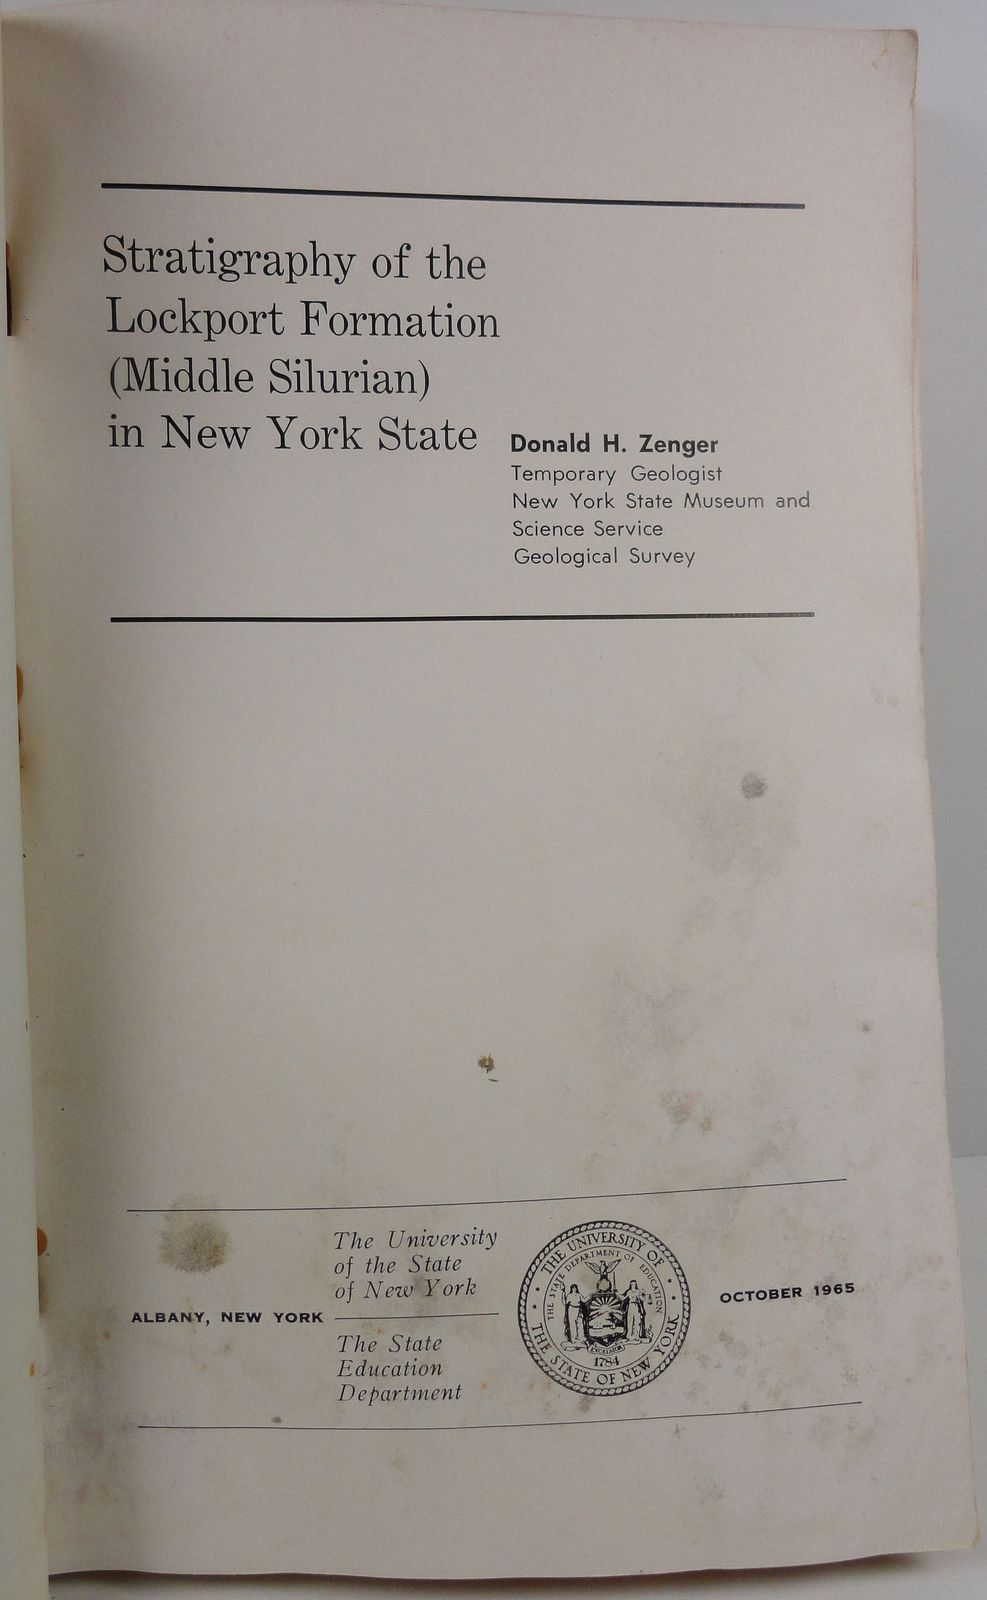 Stratigraphy of the
Lockport Formation
(Middle Silurian)
in New York State
Donald H. Zenger
Temporary Geologist
New York State Museum and
Science Service
Geological Survey
The University
of the State
of New York
ALBANY, NEW YORK
The State
Education
Department
THE UNIVERSITY OF
THE STATE OF NEW YORK
THE STATE DEPARTMENT OF EDUCATION
EXCELSIOR
1784
OCTOBER 1965